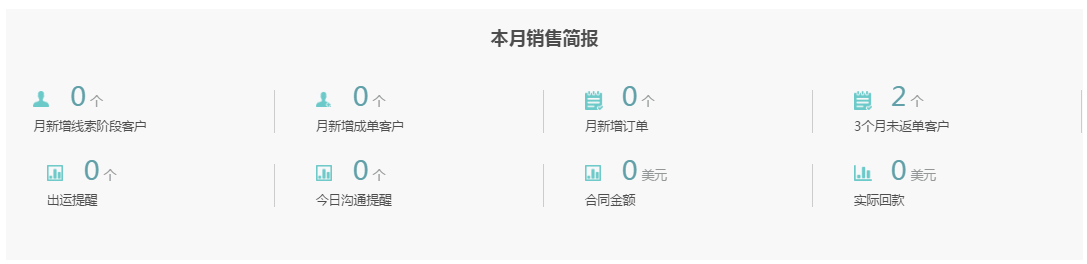 本月销售简报
0 个
0 个
0 个
2 个
月新增线索阶段客户
月新增成单客户
月新增订单
3个月未返单客户
0 个
0 个
0 美元
0 美元
出运提醒
今日沟通提醒
合同金额
实际回款